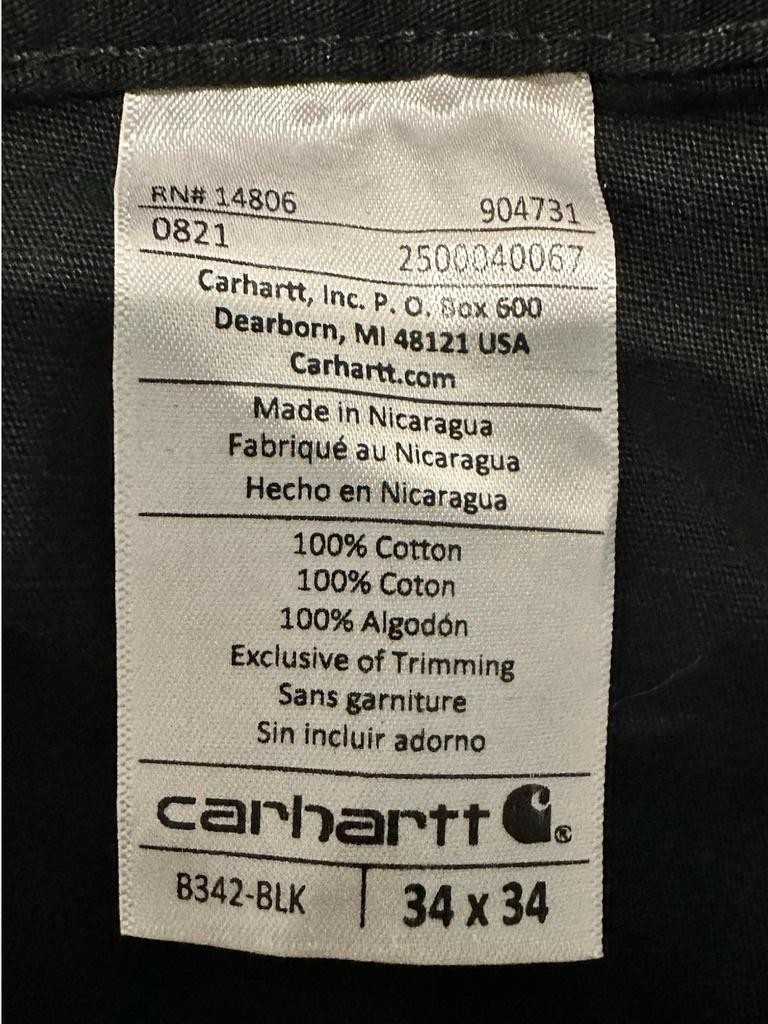 RN# 14806 904731
0821 2500040067
Carhartt, Inc. P. O. Box 600
Dearborn, MI 48121 USA
Carhartt.com
Made in Nicaragua
Fabriqué au Nicaragua
Hecho en Nicaragua
100% Cotton
100% Coton
100% Algodón
Exclusive of Trimming
Sans garniture
Sin incluir adorno
carhartt ®
B342-BLK 34 x 34